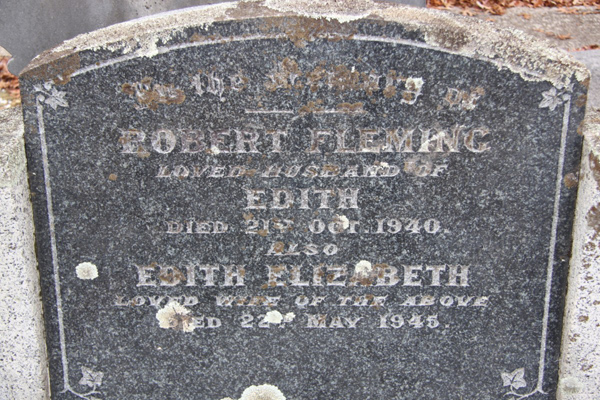 In the Memory of
ROBERT FLEMING
LOVED HUSBAND OF
EDITH
DIED 21ST OCT. 1940.
ALSO
EDITH ELIZABETH
LOVED WIFE OF THE ABOVE
DIED 22ND MAY 1945.